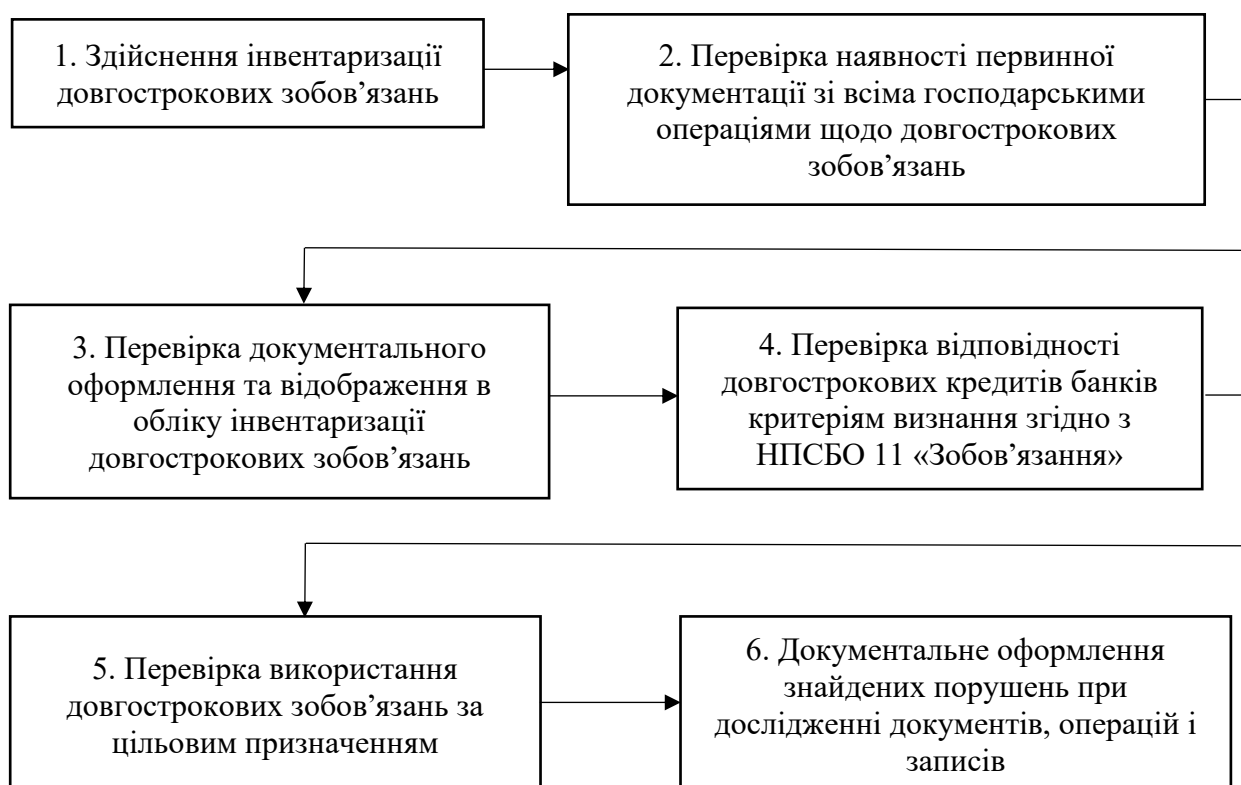 1. Здійснення інвентаризації
довгострокових зобов’язань
2. Перевірка наявності первинної
документації зі всіма господарськими
операціями щодо довгострокових
зобов’язань
3. Перевірка документального
оформлення та відображення в
обліку інвентаризації
довгострокових зобов’язань
4. Перевірка відповідності
довгострокових кредитів банків
критеріям визнання згідно з
НПСБО 11 «Зобов’язання»
5. Перевірка використання
довгострокових зобов’язань за
цільовим призначенням
6. Документальне оформлення
знайдених порушень при
дослідженні документів, операцій і
записів